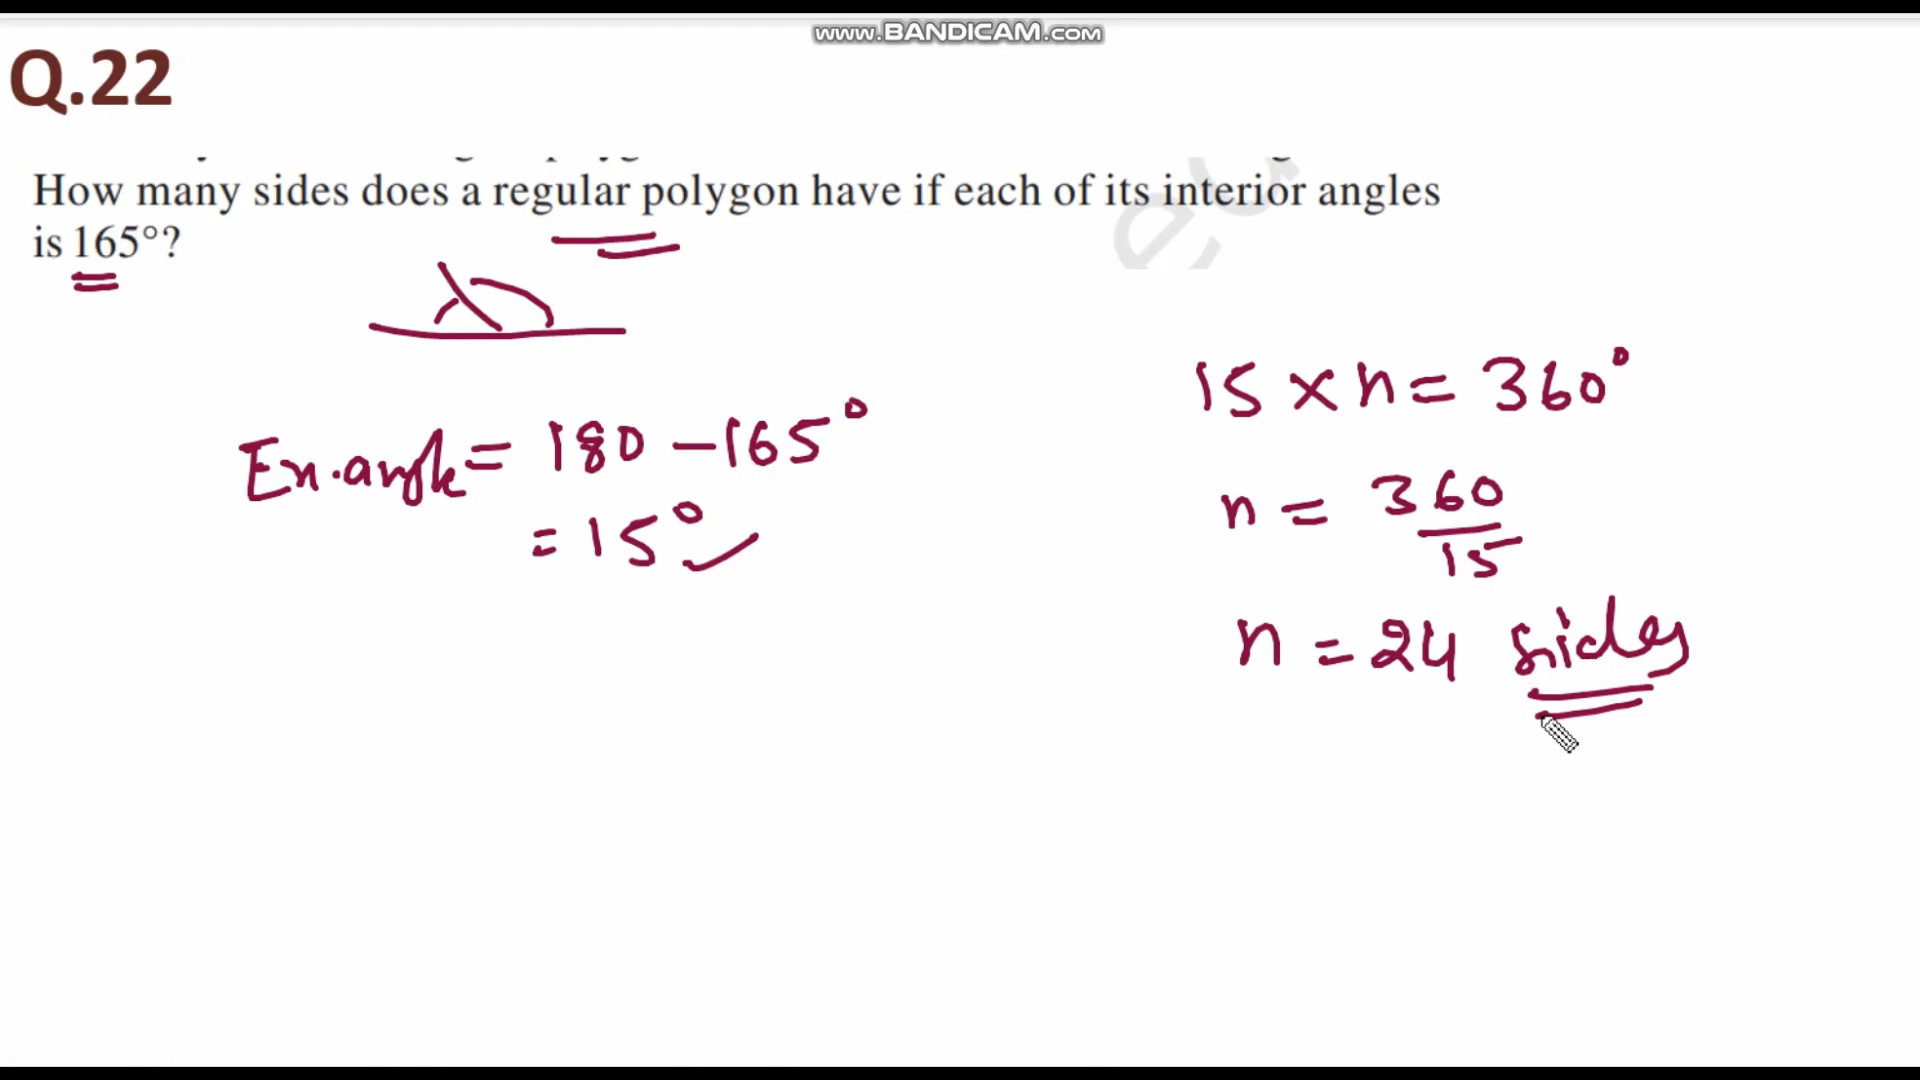 www.BANDICAM.com
Q.22
How many sides does a regular polygon have if each of its interior angles
is 165°?
15 × n = 360°
Ex. angle = 180 - 165°
= 15°
n = 360/15
n = 24 sides